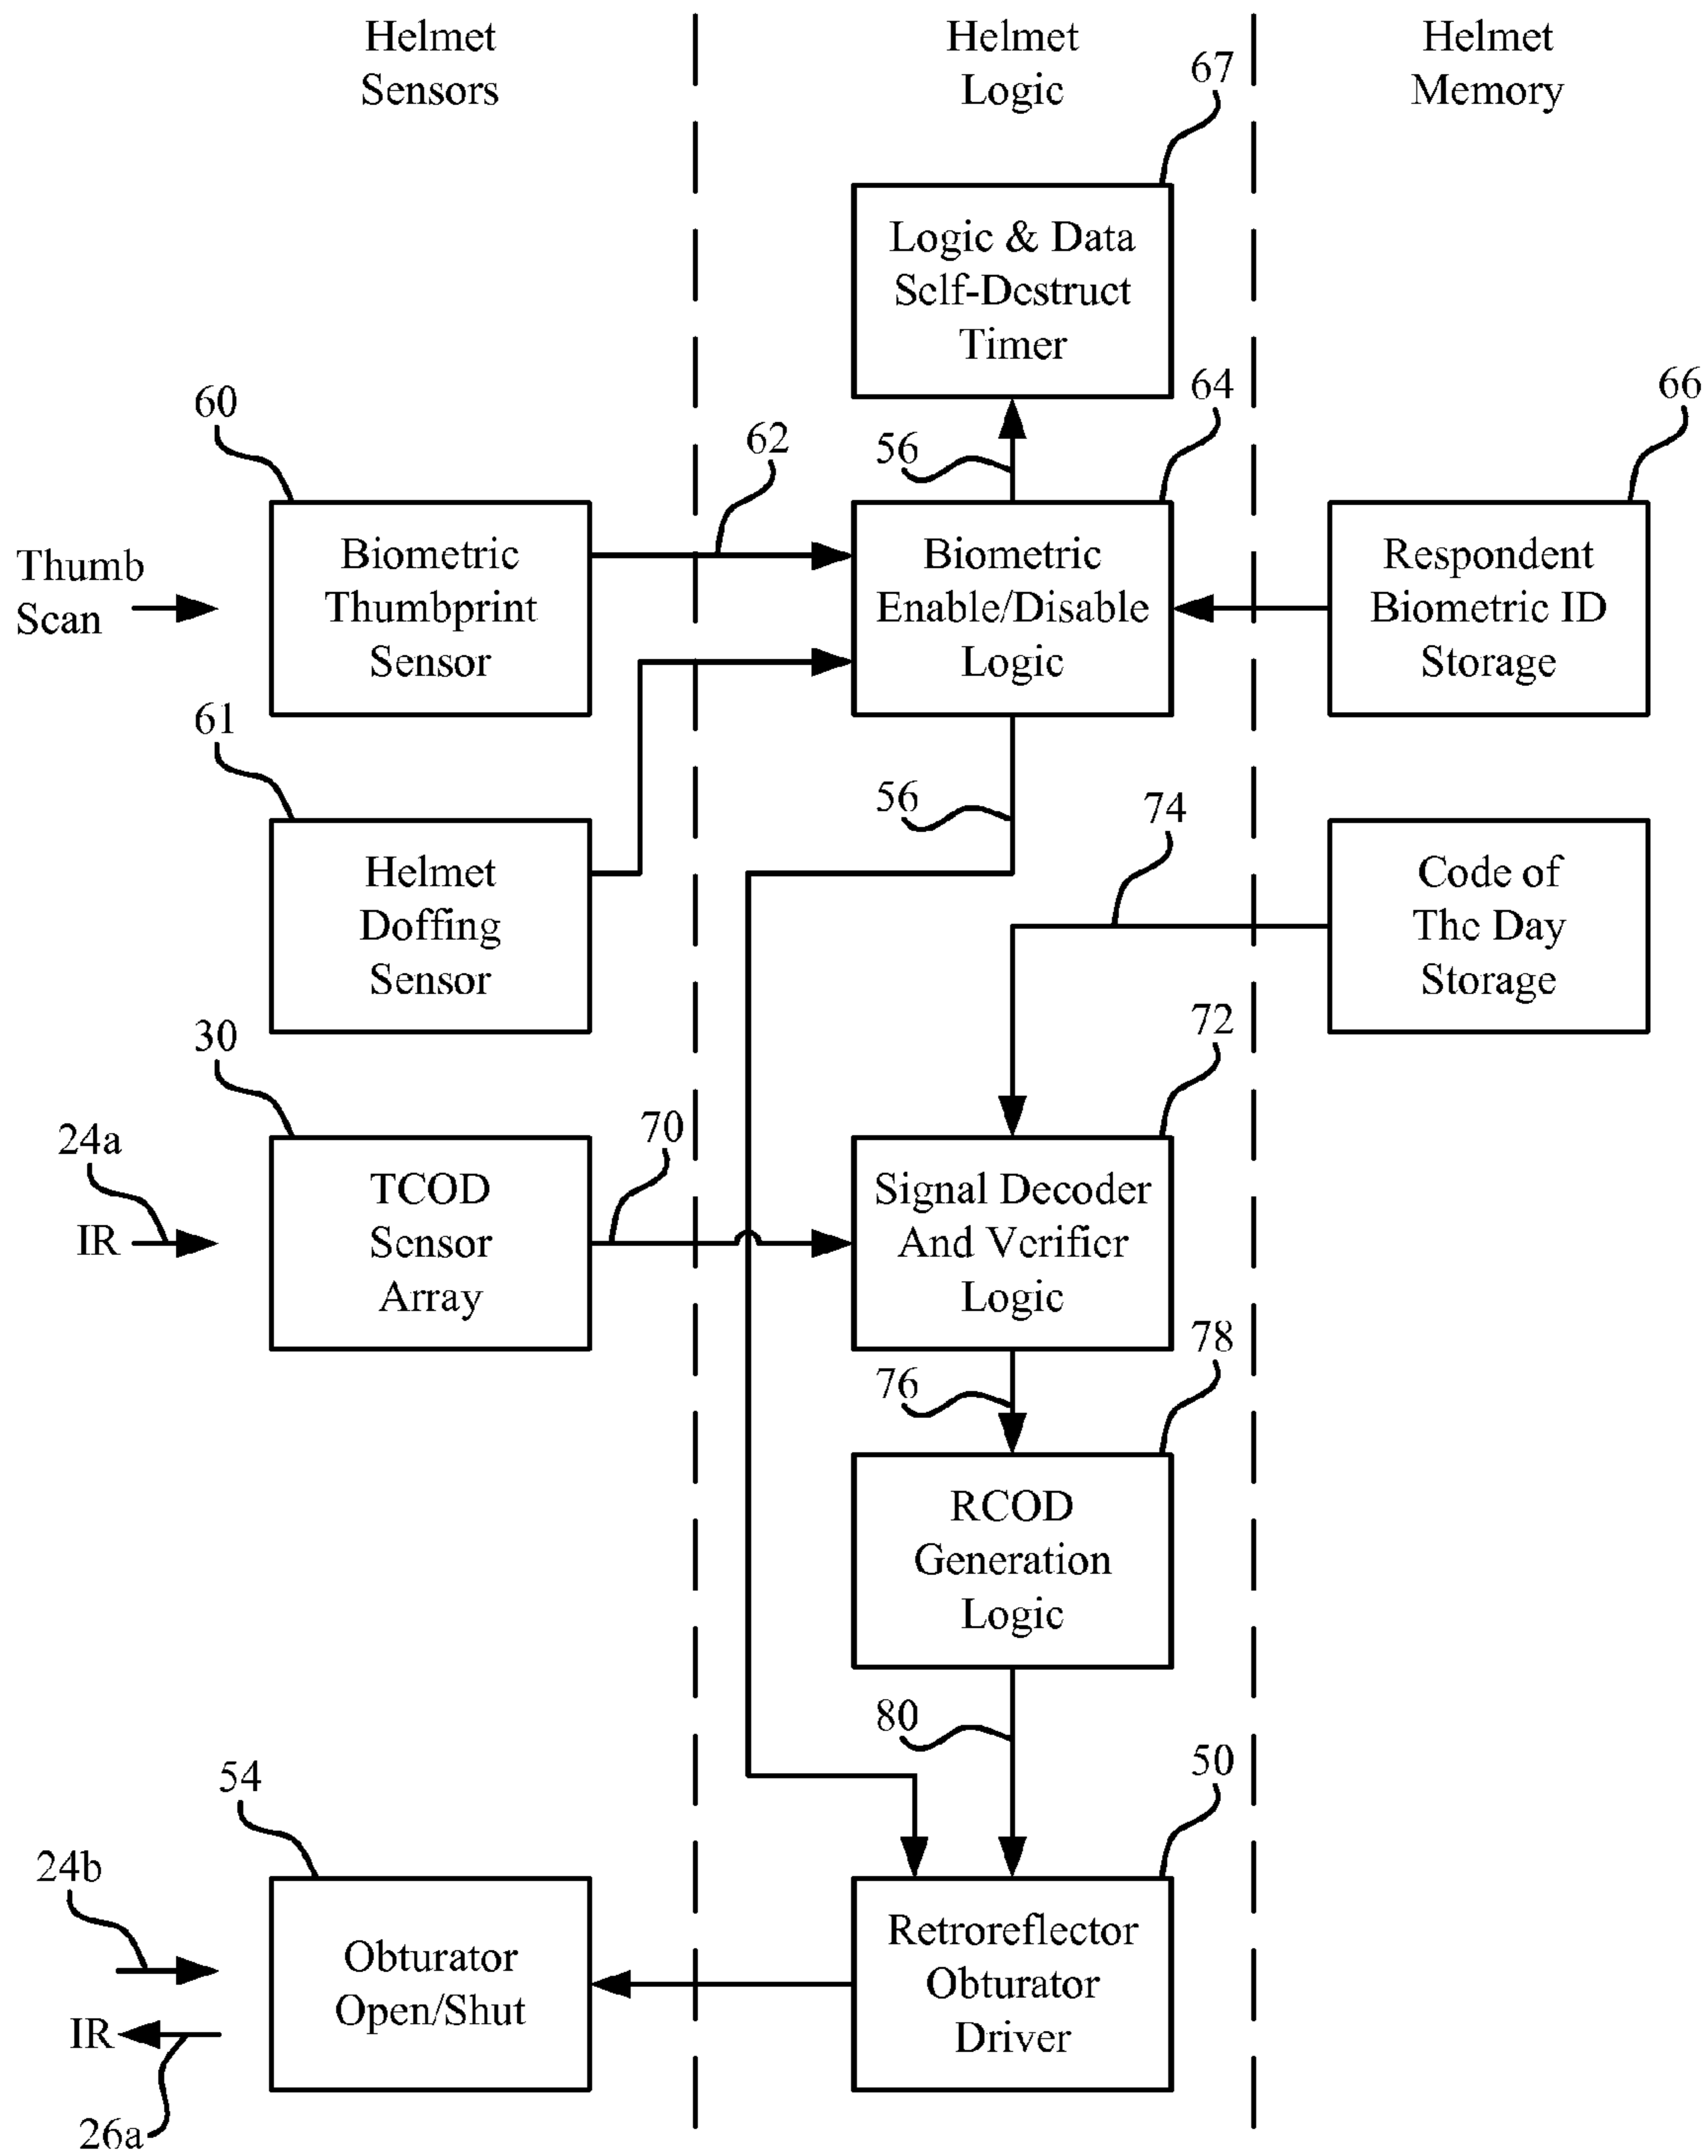 Helmet
Sensors
Helmet
Logic
Helmet
Memory
67
Logic & Data
Self-Destruct
Timer
60
62
56
64
66
Thumb
Scan
Biometric
Thumbprint
Sensor
Biometric
Enable/Disable
Logic
Respondent
Biometric ID
Storage
61
56
74
Helmet
Doffing
Sensor
Code of
The Day
Storage
30
72
24a
70
IR
TCOD
Sensor
Array
Signal Decoder
And Verifier
Logic
76
78
RCOD
Generation
Logic
80
54
50
24b
Obturator
Open/Shut
Retroreflector
Obturator
Driver
IR
26a